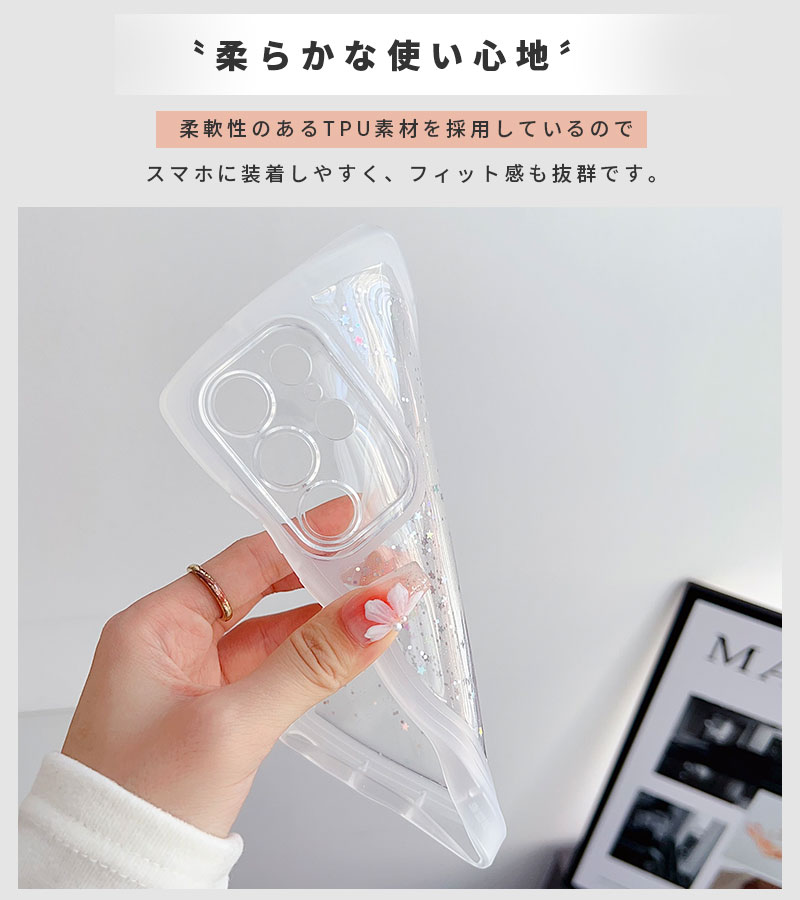 〝柔らかな使い心地〞
柔軟性のあるTPU素材を採用しているので
スマホに装着しやすく、フィット感も抜群です。
MA